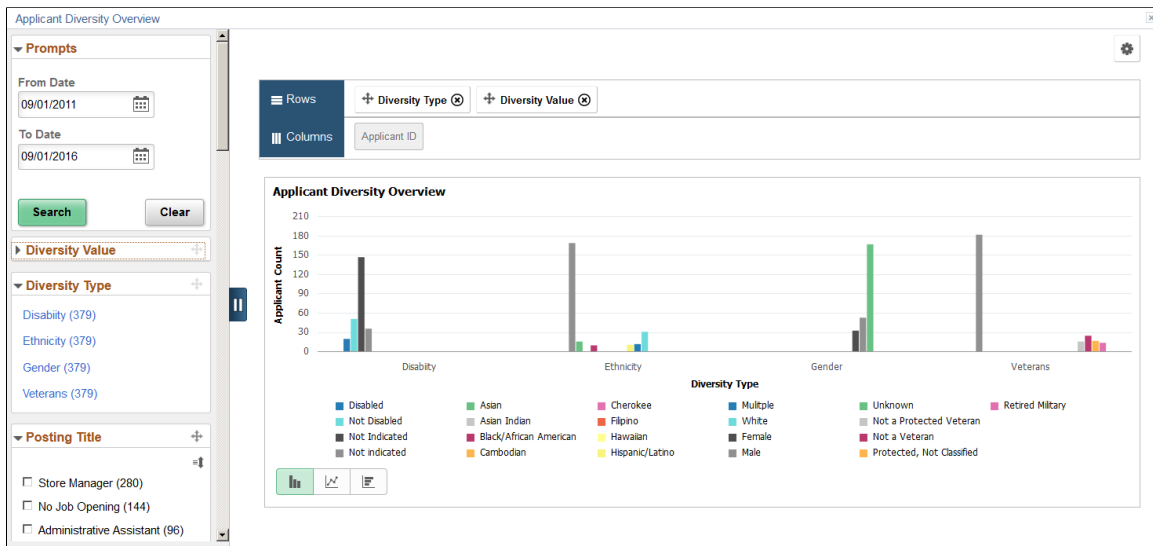 Applicant Diversity Overview
Prompts
From Date
09/01/2011
To Date
09/01/2016
Search Clear
Diversity Value
Diversity Type
Disabiity (379)
Ethnicity (379)
Gender (379)
Veterans (379)
Posting Title
Store Manager (280)
No Job Opening (144)
Administrative Assistant (96)
Rows Diversity Type Diversity Value
Columns Applicant ID
Applicant Diversity Overview
Applicant Count
210
180
150
120
90
60
30
0
Disabiity Ethnicity Gender Veterans
Diversity Type
Disabled Asian Cherokee Mulitple Unknown Retired Military
Not Disabled Asian Indian Filipino White Not a Protected Veteran
Not Indicated Black/African American Hawaiian Female Not a Veteran
Not indicated Cambodian Hispanic/Latino Male Protected, Not Classified